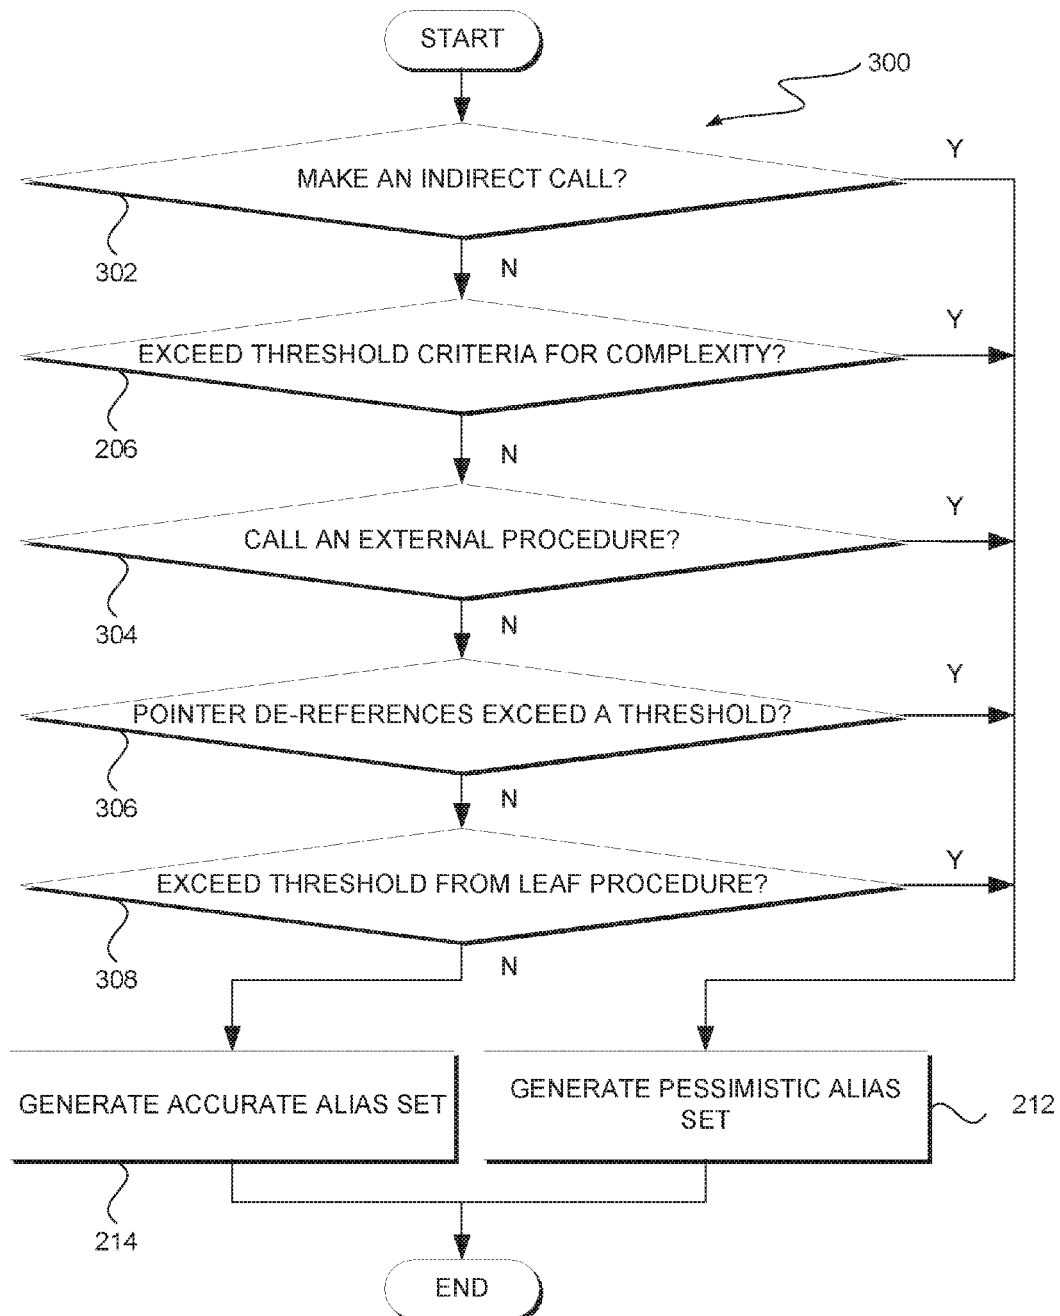 START
300
MAKE AN INDIRECT CALL?
Y
302
N
EXCEED THRESHOLD CRITERIA FOR COMPLEXITY?
Y
206
N
CALL AN EXTERNAL PROCEDURE?
Y
304
N
POINTER DE-REFERENCES EXCEED A THRESHOLD?
Y
306
N
EXCEED THRESHOLD FROM LEAF PROCEDURE?
Y
308
N
GENERATE ACCURATE ALIAS SET
214
GENERATE PESSIMISTIC ALIAS
SET
212
END